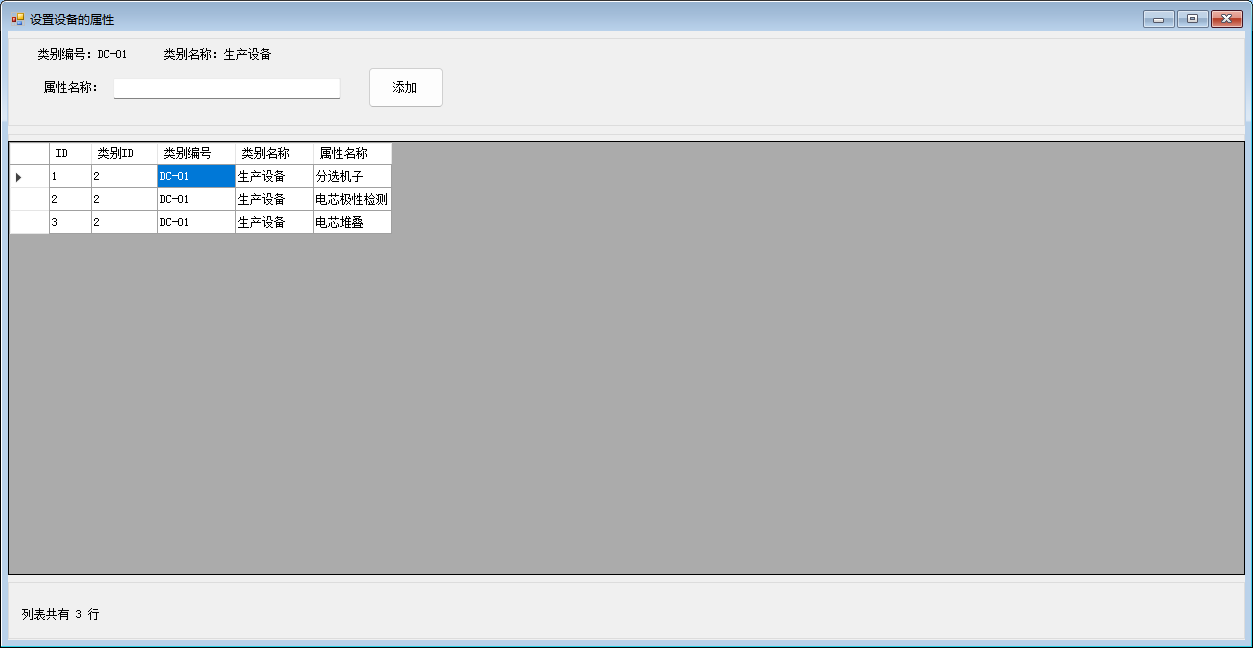 设置设备的属性
类别编号: DC-01 类别名称: 生产设备
属性名称: 添加
ID 类别ID 类别编号 类别名称 属性名称
1 2 DC-01 生产设备 分选机子
2 2 DC-01 生产设备 电芯极性检测
3 2 DC-01 生产设备 电芯堆叠
列表共有 3 行